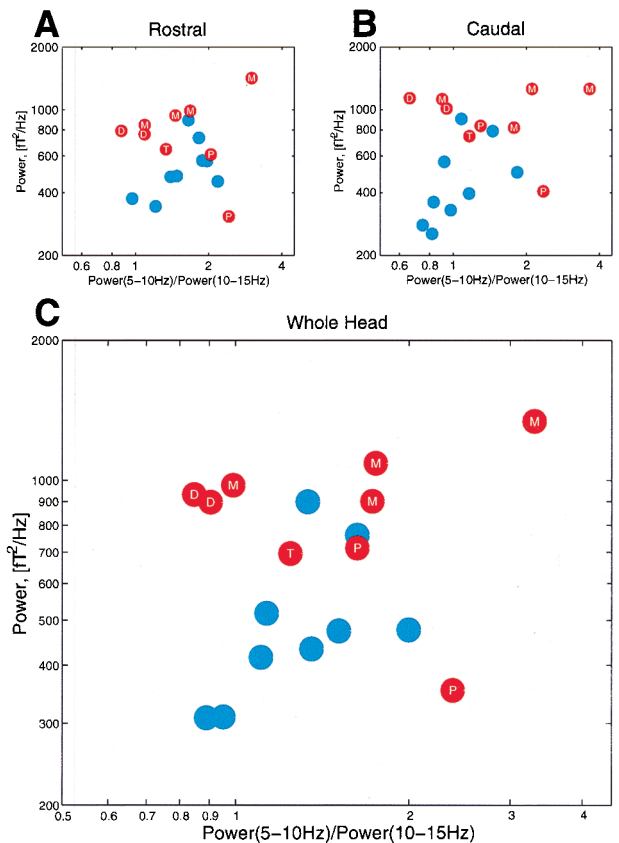 A
Rostral
2000
1000
800
600
400
200
Power, [fT²/Hz]
D
M
D
M
M
M
T
P
P
0.6 0.8 1 2 4
Power(5–10Hz)/Power(10–15Hz)
B
Caudal
2000
1000
800
600
400
200
Power, [fT²/Hz]
D
M
D
M
M
T
P
M
P
0.6 0.8 1 2 4
Power(5–10Hz)/Power(10–15Hz)
C
Whole Head
2000
1000
900
800
700
600
500
400
300
200
Power, [fT²/Hz]
M
M
M
D
D
M
T
P
P
0.5 0.6 0.7 0.8 0.9 1 2 3 4
Power(5–10Hz)/Power(10–15Hz)